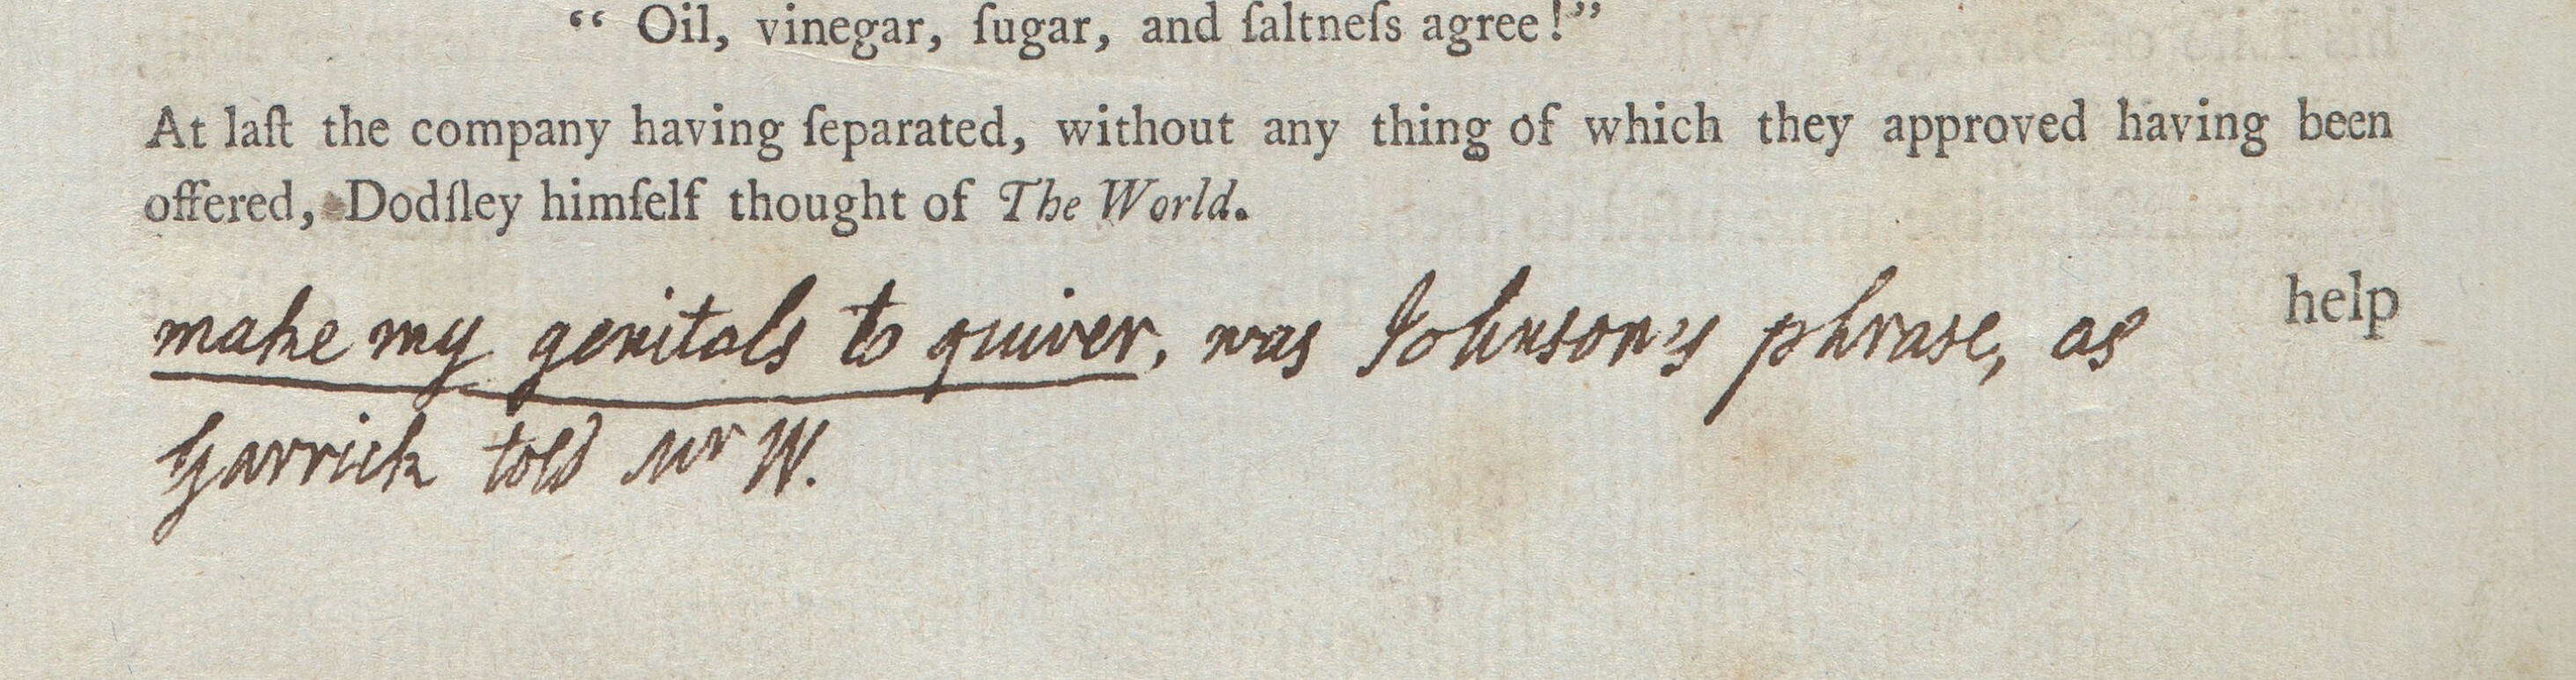 “ Oil, vinegar, ſugar, and ſaltneſs agree!”
At laſt the company having ſeparated, without any thing of which they approved having been
offered, Dodſley himſelf thought of The World.
help
make my genitals to quiver, was Johnson's phrase, as
Garrick told Mr W.